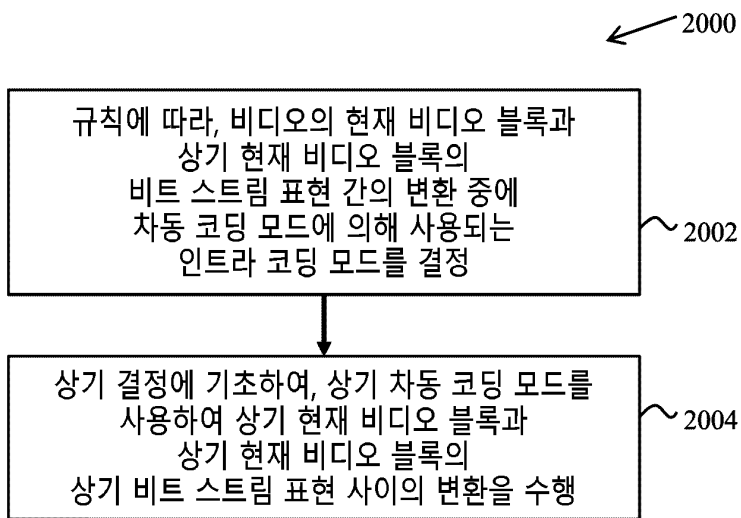 2000
규칙에 따라, 비디오의 현재 비디오 블록과
상기 현재 비디오 블록의
비트 스트림 표현 간의 변환 중에
차동 코딩 모드에 의해 사용되는
인트라 코딩 모드를 결정
2002
상기 결정에 기초하여, 상기 차동 코딩 모드를
사용하여 상기 현재 비디오 블록과
상기 현재 비디오 블록의
상기 비트 스트림 표현 사이의 변환을 수행
2004